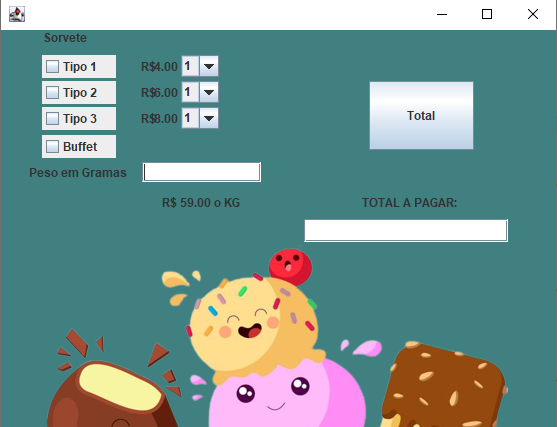 Sorvete
Tipo 1 R$4.00 1
Tipo 2 R$6.00 1
Tipo 3 R$8.00 1
Total
Buffet
Peso em Gramas
R$ 59.00 o KG
TOTAL A PAGAR: